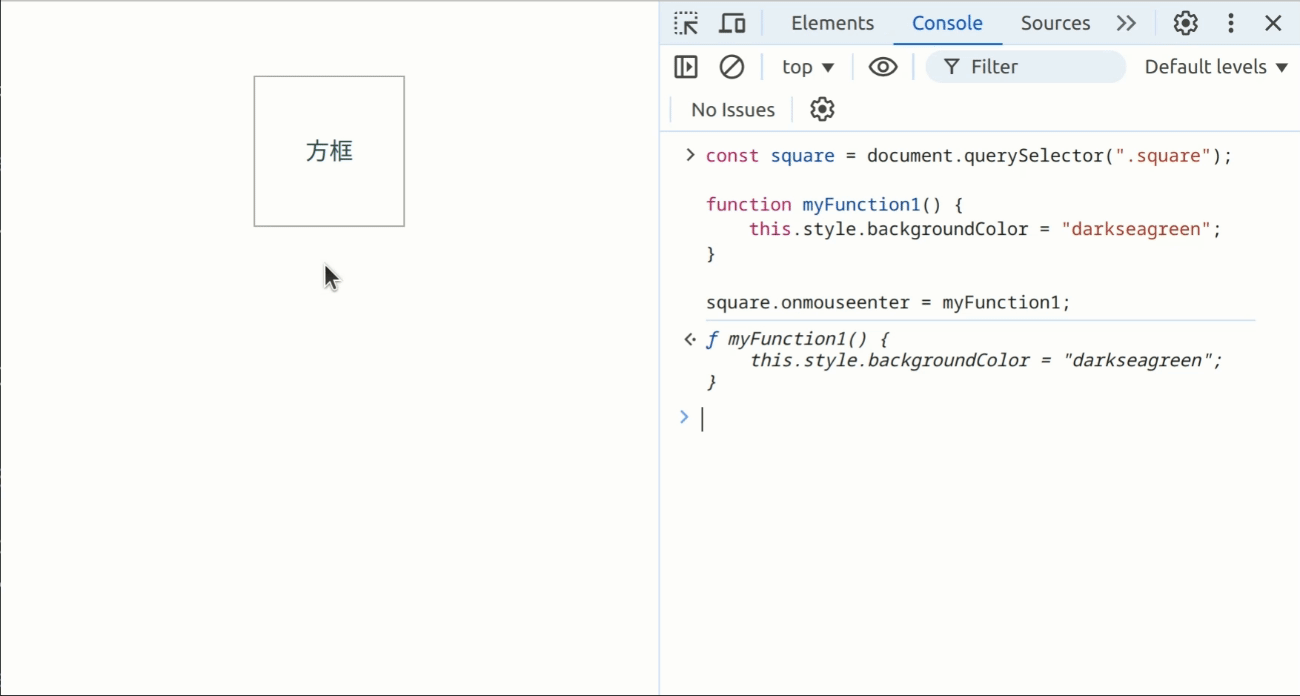 方框
Elements Console Sources
top Filter Default levels
No Issues
const square = document.querySelector(".square");
function myFunction1() {
    this.style.backgroundColor = "darkseagreen";
}
square.onmouseenter = myFunction1;
ƒ myFunction1() {
    this.style.backgroundColor = "darkseagreen";
}